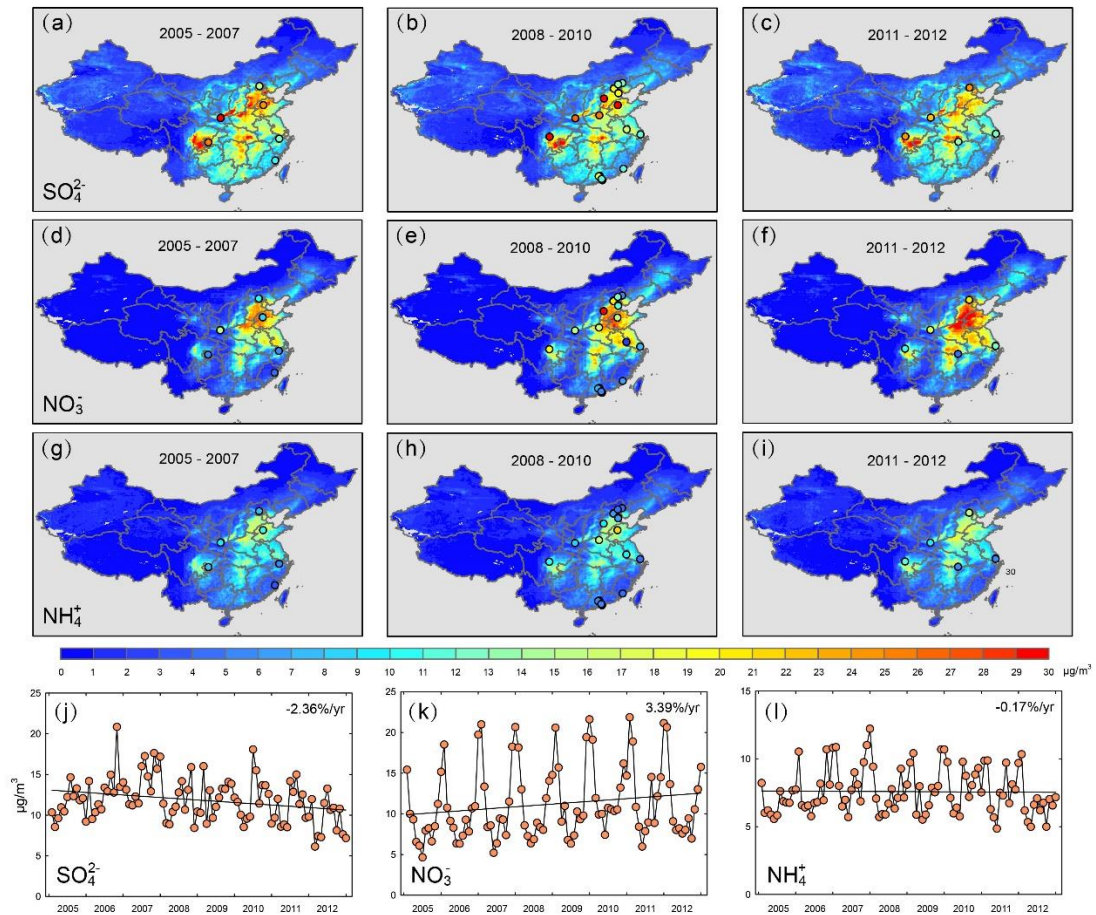 (a) 2005 - 2007
SO₄²⁻
(b) 2008 - 2010
(c) 2011 - 2012
(d) 2005 - 2007
NO₃⁻
(e) 2008 - 2010
(f) 2011 - 2012
(g) 2005 - 2007
NH₄⁺
(h) 2008 - 2010
(i) 2011 - 2012
30
0 1 2 3 4 5 6 7 8 9 10 11 12 13 14 15 16 17 18 19 20 21 22 23 24 25 26 27 28 29 30 μg/m³
(j) -2.36%/yr
25
20
15
10
5
0
μg/m³
SO₄²⁻
2005 2006 2007 2008 2009 2010 2011 2012
(k) 3.39%/yr
25
20
15
10
5
0
NO₃⁻
2005 2006 2007 2008 2009 2010 2011 2012
(l) -0.17%/yr
15
10
5
0
NH₄⁺
2005 2006 2007 2008 2009 2010 2011 2012